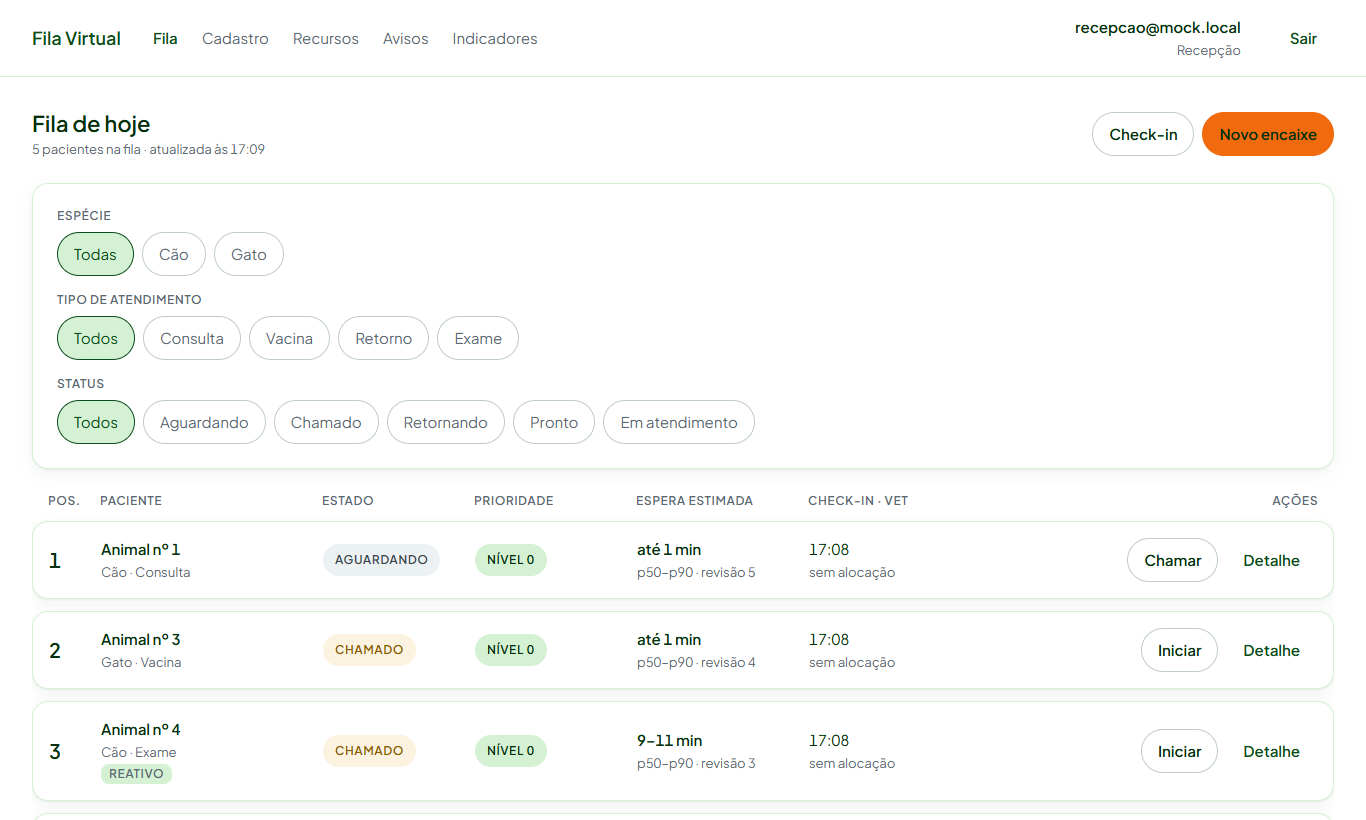 Fila Virtual Fila Cadastro Recursos Avisos Indicadores recepcao@mock.local Sair
Recepção
Fila de hoje Check-in Novo encaixe
5 pacientes na fila · atualizada às 17:09
ESPÉCIE
Todas Cão Gato
TIPO DE ATENDIMENTO
Todos Consulta Vacina Retorno Exame
STATUS
Todos Aguardando Chamado Retornando Pronto Em atendimento
POS. PACIENTE ESTADO PRIORIDADE ESPERA ESTIMADA CHECK-IN · VET AÇÕES
1 Animal nº 1 AGUARDANDO NÍVEL 0 até 1 min 17:08 Chamar Detalhe
Cão · Consulta p50–p90 · revisão 5 sem alocação
2 Animal nº 3 CHAMADO NÍVEL 0 até 1 min 17:08 Iniciar Detalhe
Gato · Vacina p50–p90 · revisão 4 sem alocação
3 Animal nº 4 CHAMADO NÍVEL 0 9–11 min 17:08 Iniciar Detalhe
Cão · Exame p50–p90 · revisão 3 sem alocação
REATIVO